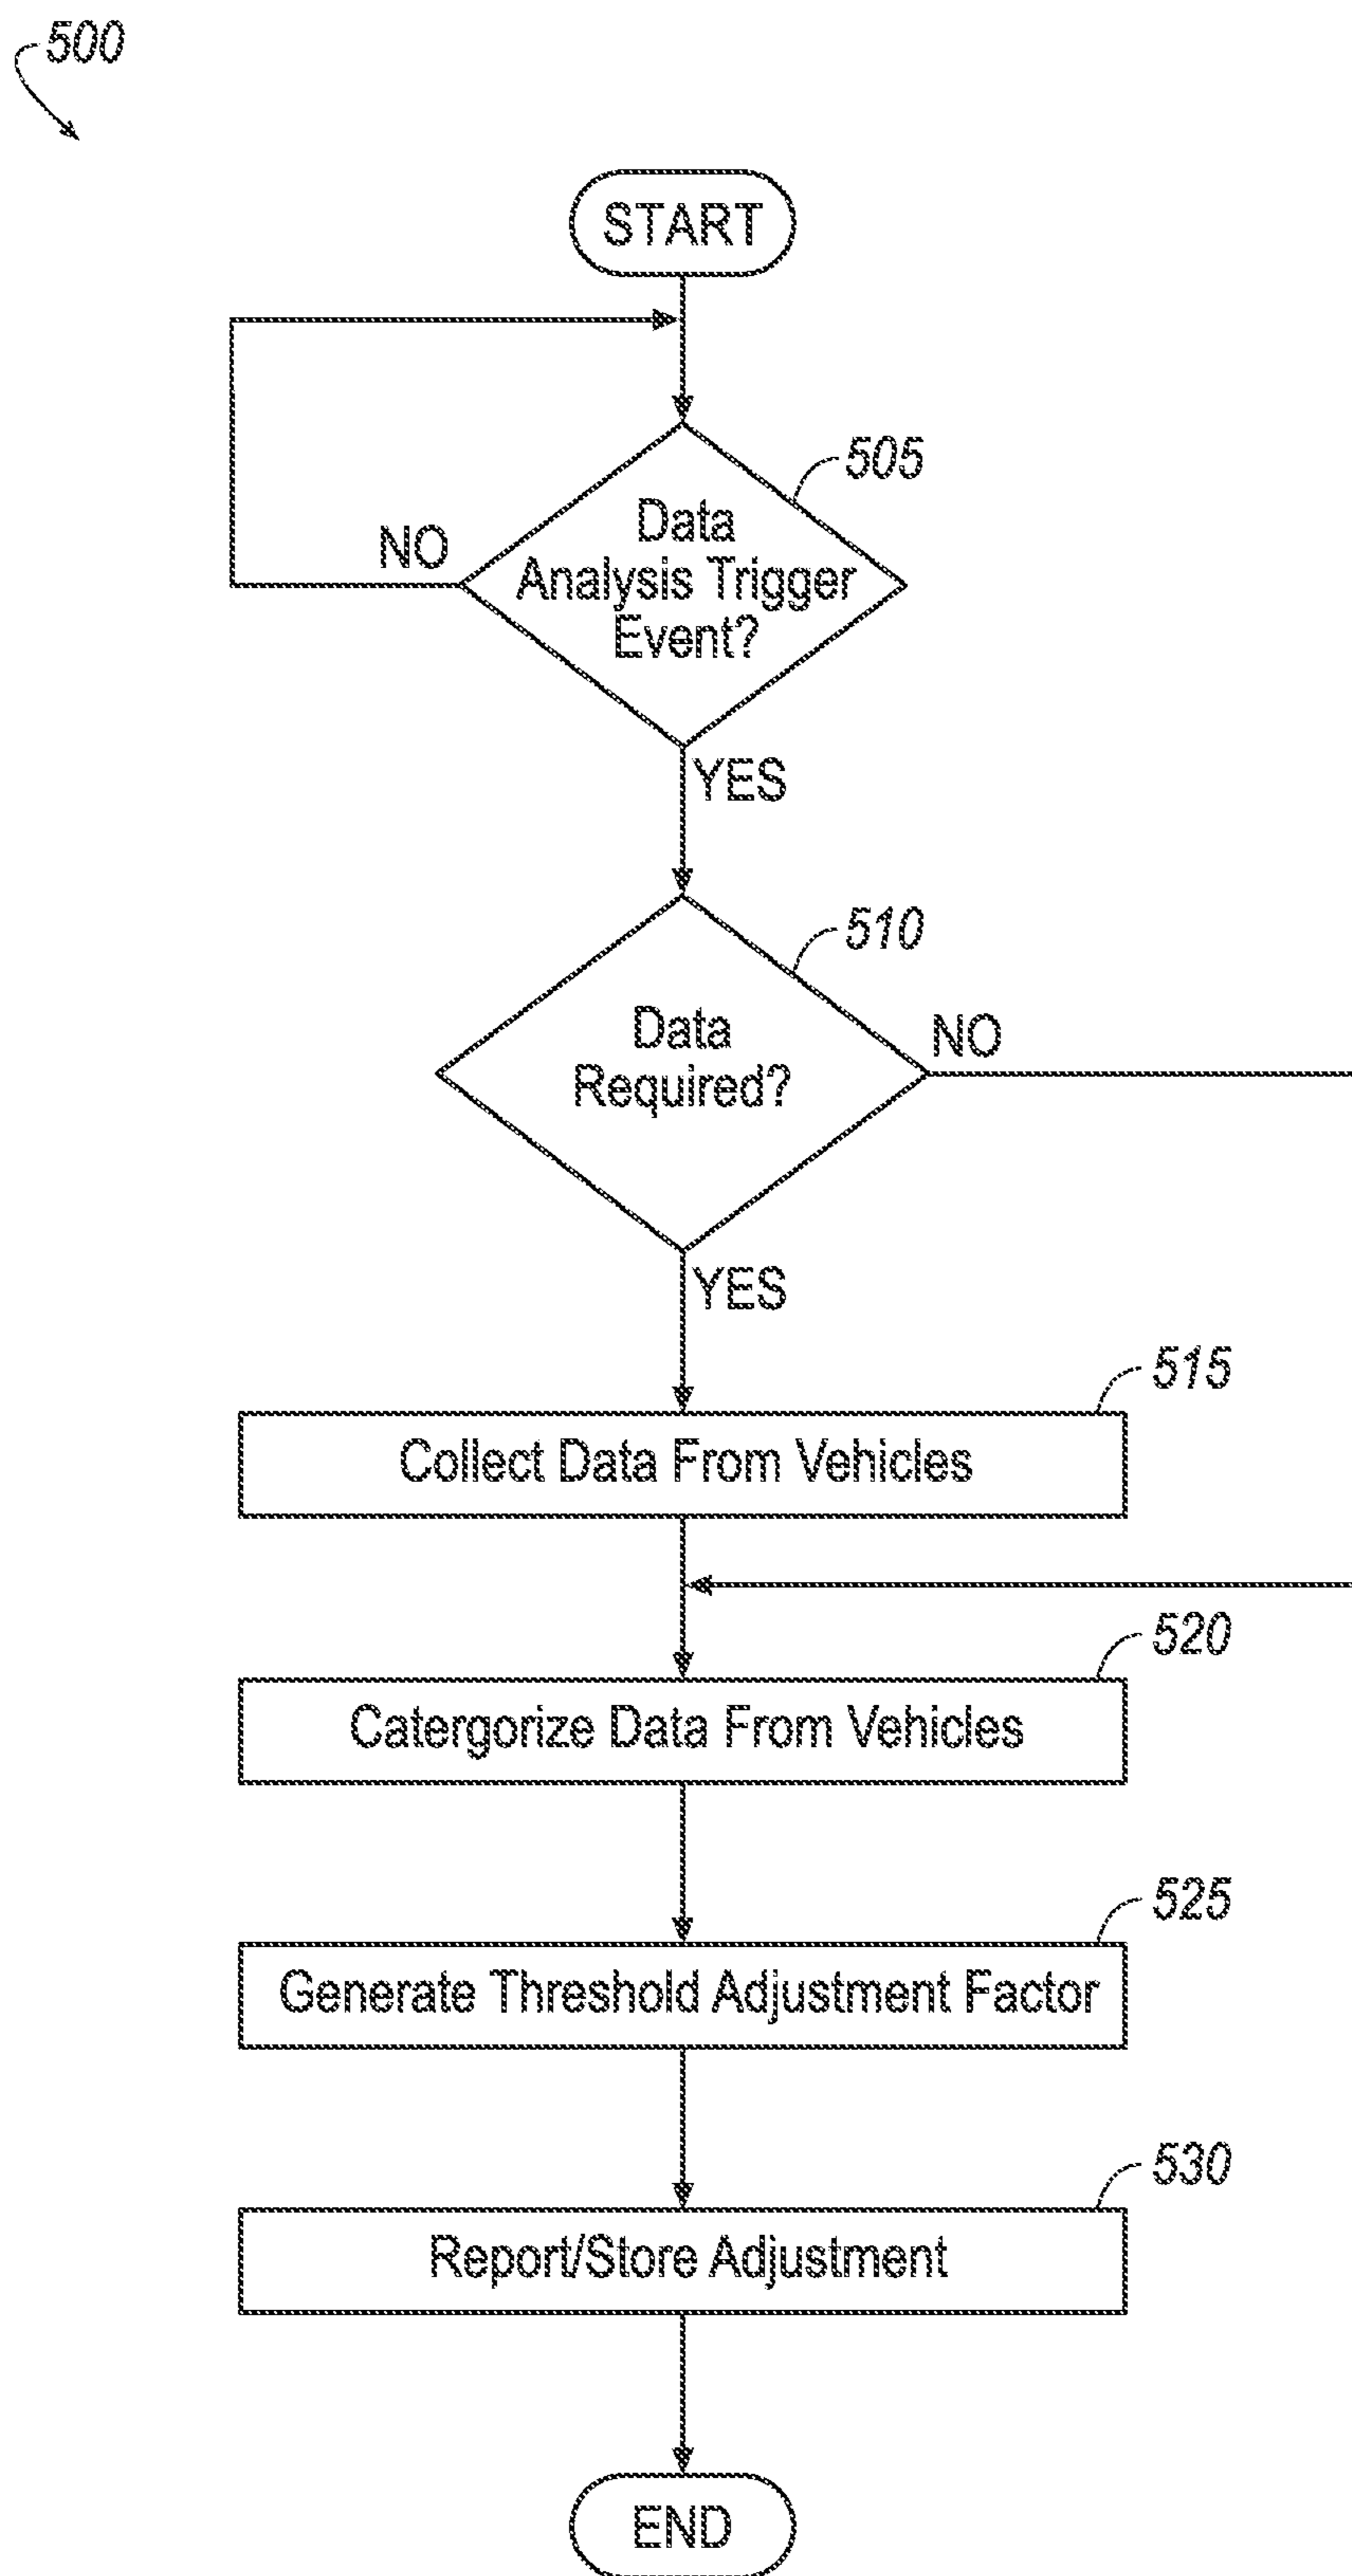 500
START
505
Data
Analysis Trigger
Event?
NO
YES
510
Data
Required?
NO
YES
515
Collect Data From Vehicles
520
Catergorize Data From Vehicles
525
Generate Threshold Adjustment Factor
530
Report/Store Adjustment
END